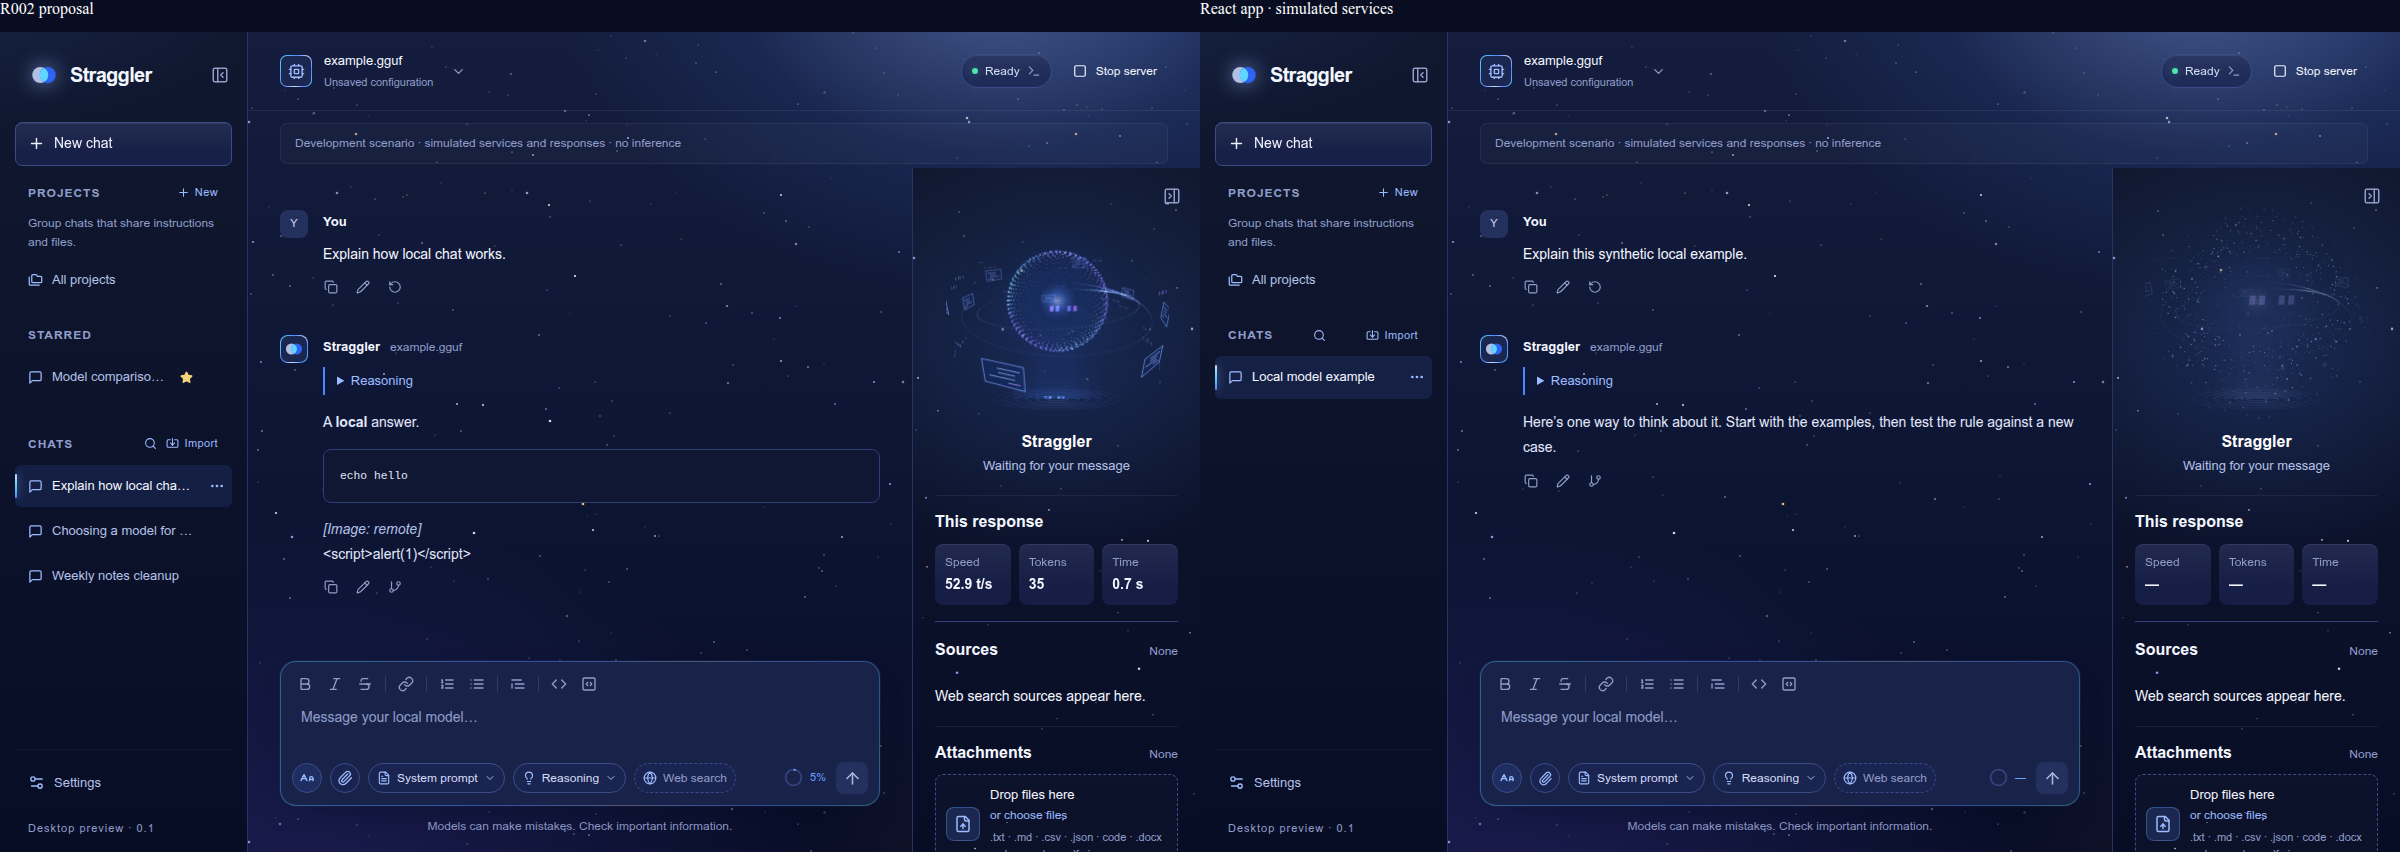 R002 proposal
Straggler
New chat
PROJECTS
New
Group chats that share instructions
and files.
All projects
STARRED
Model compariso…
CHATS
Import
Explain how local cha…
Choosing a model for …
Weekly notes cleanup
Settings
Desktop preview · 0.1
example.gguf
Unsaved configuration
Ready
Stop server
Development scenario · simulated services and responses · no inference
Y
You
Explain how local chat works.
Straggler example.gguf
Reasoning
A local answer.
echo hello
[Image: remote]
<script>alert(1)</script>
Message your local model…
Aa
System prompt
Reasoning
Web search
5%
Models can make mistakes. Check important information.
Straggler
Waiting for your message
This response
Speed
52.9 t/s
Tokens
35
Time
0.7 s
Sources
None
Web search sources appear here.
Attachments
None
Drop files here
or choose files
.txt · .md · .csv · .json · code · .docx
React app · simulated services
Straggler
New chat
PROJECTS
New
Group chats that share instructions
and files.
All projects
CHATS
Import
Local model example
Settings
Desktop preview · 0.1
example.gguf
Unsaved configuration
Ready
Stop server
Development scenario · simulated services and responses · no inference
Y
You
Explain this synthetic local example.
Straggler example.gguf
Reasoning
Here's one way to think about it. Start with the examples, then test the rule against a new
case.
Message your local model…
Aa
System prompt
Reasoning
Web search
—
Models can make mistakes. Check important information.
Straggler
Waiting for your message
This response
Speed
—
Tokens
—
Time
—
Sources
None
Web search sources appear here.
Attachments
None
Drop files here
or choose files
.txt · .md · .csv · .json · code · .docx